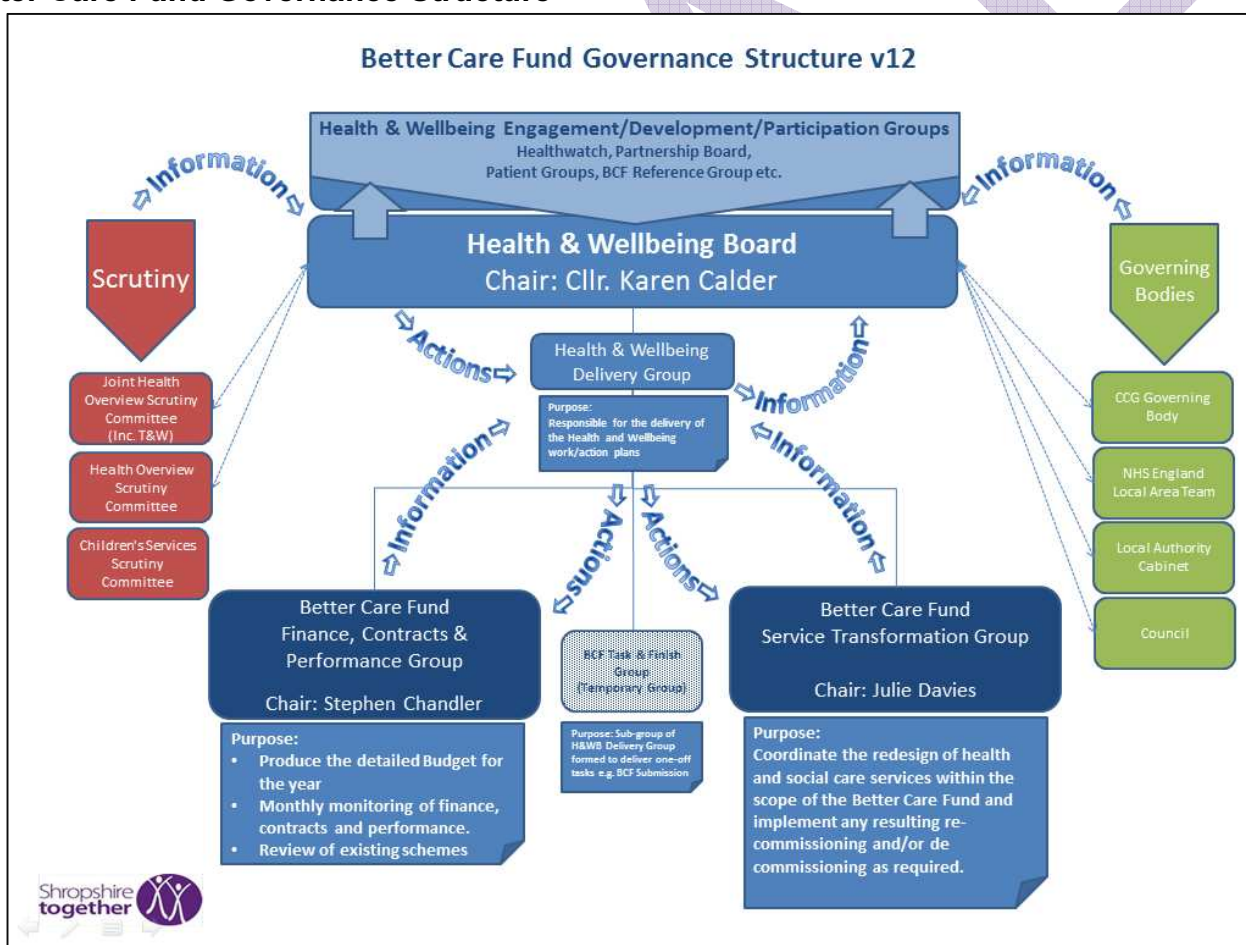 Better Care Fund Governance Structure v12
Health & Wellbeing Engagement/Development/Participation Groups
Healthwatch, Partnership Board,
Patient Groups, BCF Reference Group etc.
Information
Information
Health & Wellbeing Board
Chair: Cllr. Karen Calder
Scrutiny
Governing
Bodies
Actions
Health & Wellbeing
Delivery Group
Information
Purpose:
Responsible for the delivery of
the Health and Wellbeing
work/action plans
Joint Health
Overview Scrutiny
Committee
(Inc. T&W)
Health Overview
Scrutiny
Committee
Children's Services
Scrutiny
Committee
CCG Governing
Body
NHS England
Local Area Team
Local Authority
Cabinet
Council
Information
Actions
Actions
Information
Better Care Fund
Finance, Contracts &
Performance Group
Chair: Stephen Chandler
Purpose:
• Produce the detailed Budget for
the year
• Monthly monitoring of finance,
contracts and performance.
• Review of existing schemes
BCF Task & Finish
Group
(Temporary Group)
Purpose: Sub-group of
H&WB Delivery Group
formed to deliver one-off
tasks e.g. BCF Submission
Better Care Fund
Service Transformation Group
Chair: Julie Davies
Purpose:
Coordinate the redesign of health
and social care services within the
scope of the Better Care Fund and
implement any resulting re-
commissioning and/or de
commissioning as required.
Shropshire
together